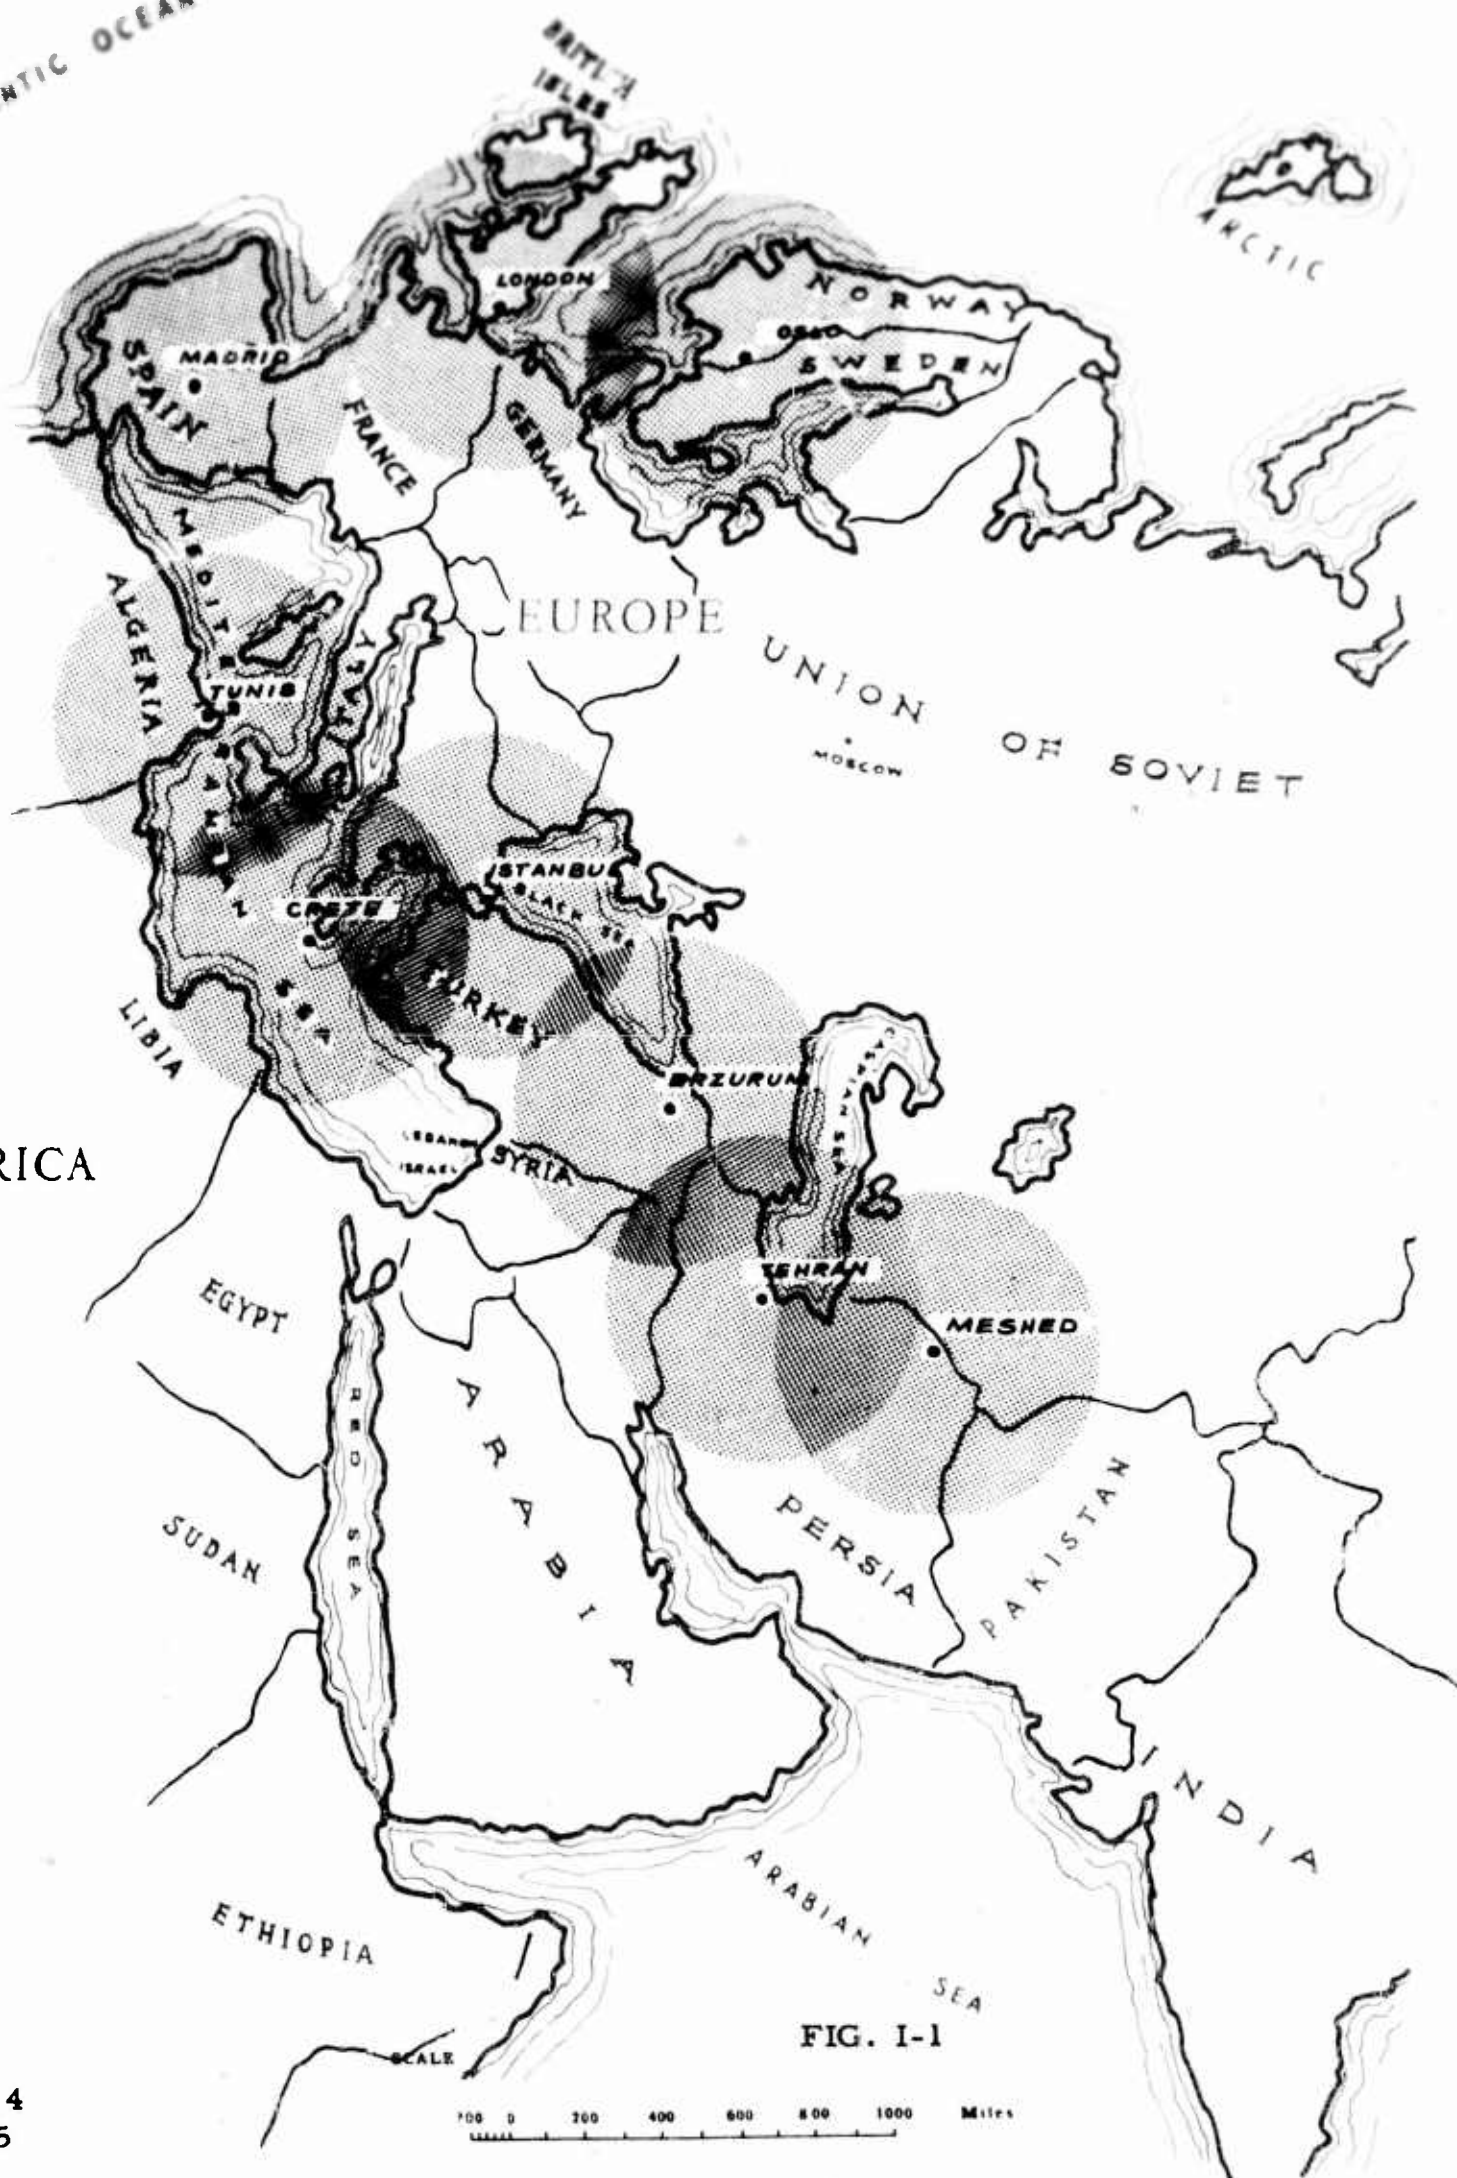 NTIC OCEAN
BRITISH
ISLES
ARCTIC
LONDON
NORWAY
OSLO
SWEDEN
MADRID
SPAIN
FRANCE
GERMANY
MEDITE
RRANEAN
SEA
ALGERIA
EUROPE
UNION OF SOVIET
MOSCOW
TUNIS
ITALY
ISTANBUL
BLACK SEA
CRETE
TURKEY
LIBIA
CASPIAN SEA
ERZURUM
RICA
LEBANON
ISRAEL
SYRIA
TEHRAN
MESHED
EGYPT
RED SEA
ARABIA
PERSIA
PAKISTAN
SUDAN
INDIA
ARABIAN
SEA
ETHIOPIA
FIG. I-1
SCALE
4
5
200 0 200 400 600 800 1000 Miles